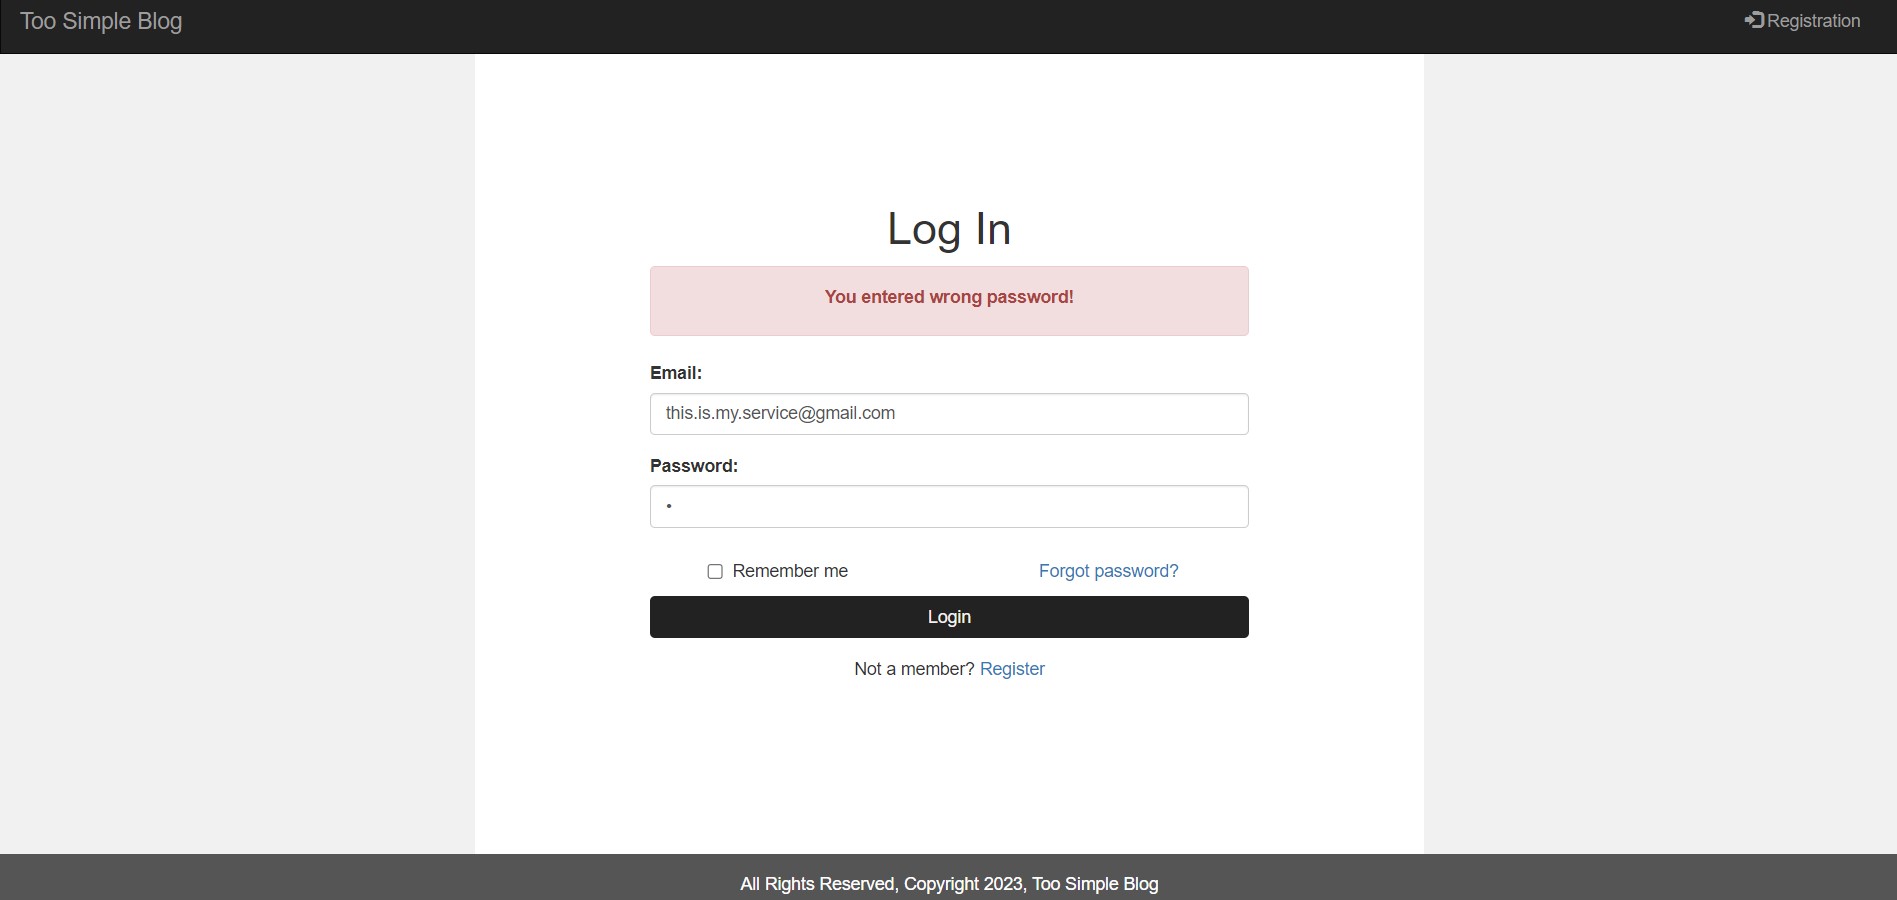 Too Simple Blog
Registration
Log In
You entered wrong password!
Email:
this.is.my.service@gmail.com
Password:
•
Remember me
Forgot password?
Login
Not a member? Register
All Rights Reserved, Copyright 2023, Too Simple Blog